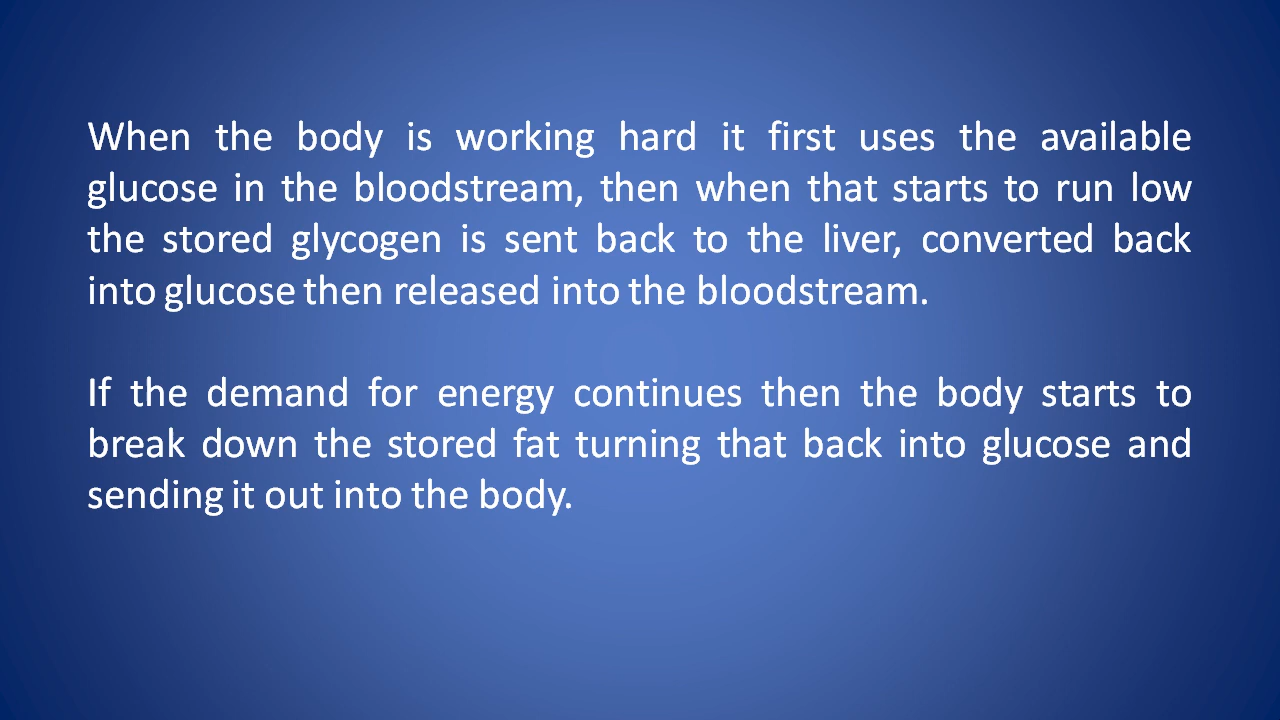 When the body is working hard it first uses the available
glucose in the bloodstream, then when that starts to run low
the stored glycogen is sent back to the liver, converted back
into glucose then released into the bloodstream.
If the demand for energy continues then the body starts to
break down the stored fat turning that back into glucose and
sending it out into the body.